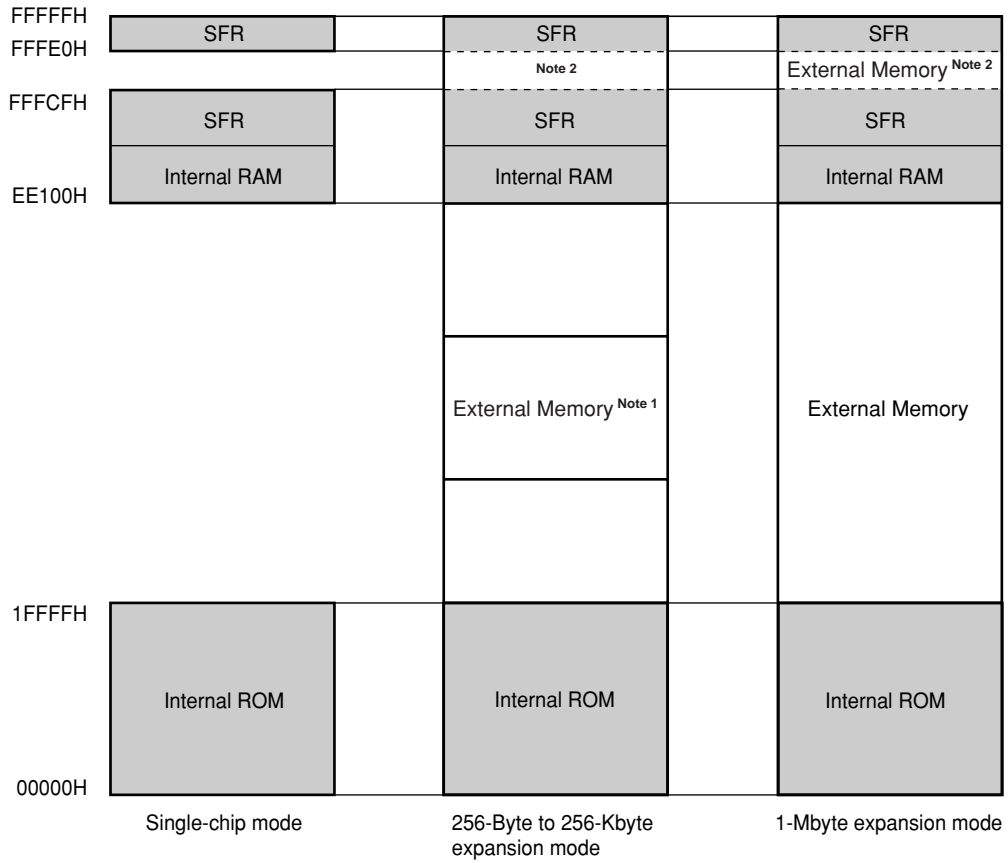 FFFFFH
SFR
SFR
SFR
FFFE0H
Note 2
External Memory Note 2
FFFCFH
SFR
SFR
SFR
Internal RAM
Internal RAM
Internal RAM
EE100H
External Memory Note 1
External Memory
1FFFFH
Internal ROM
Internal ROM
Internal ROM
00000H
Single-chip mode
256-Byte to 256-Kbyte
expansion mode
1-Mbyte expansion mode